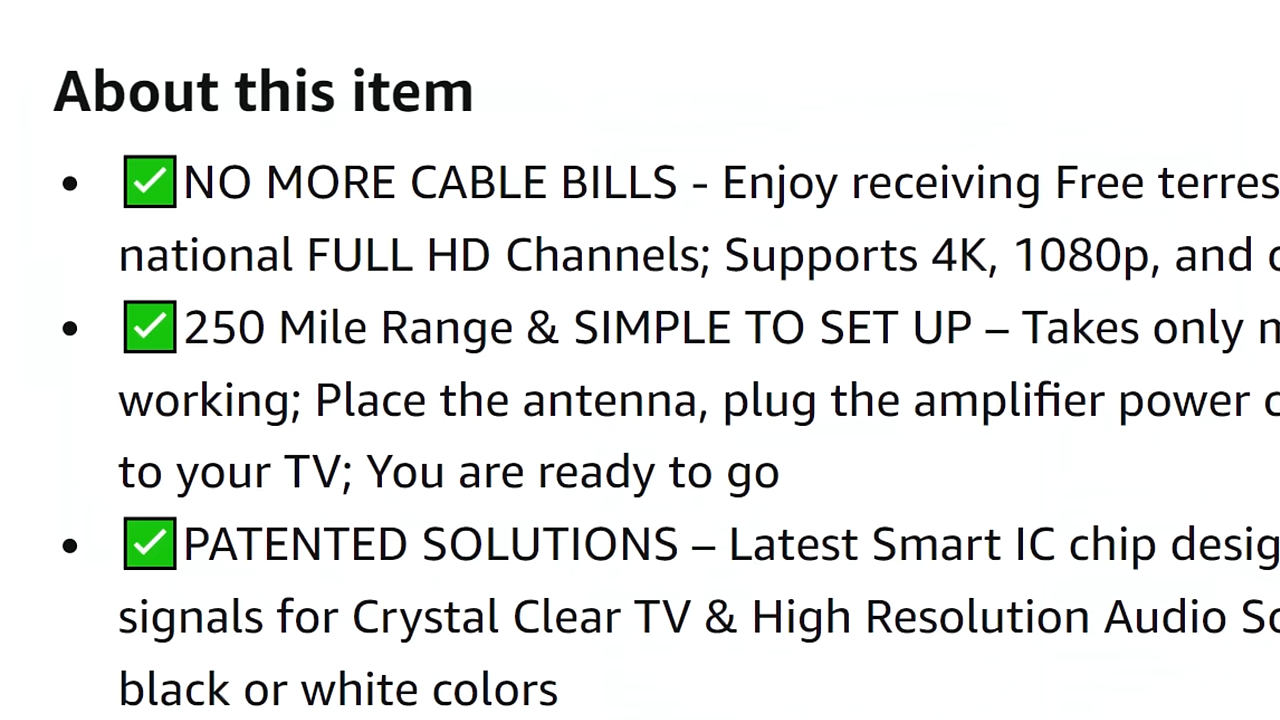 About this item
• ✅NO MORE CABLE BILLS - Enjoy receiving Free
national FULL HD Channels; Supports 4K, 1080p, and
• ✅250 Mile Range & SIMPLE TO SET UP – Takes only
working; Place the antenna, plug the amplifier power
to your TV; You are ready to go
• ✅PATENTED SOLUTIONS – Latest Smart IC chip
signals for Crystal Clear TV & High Resolution Audio
black or white colors